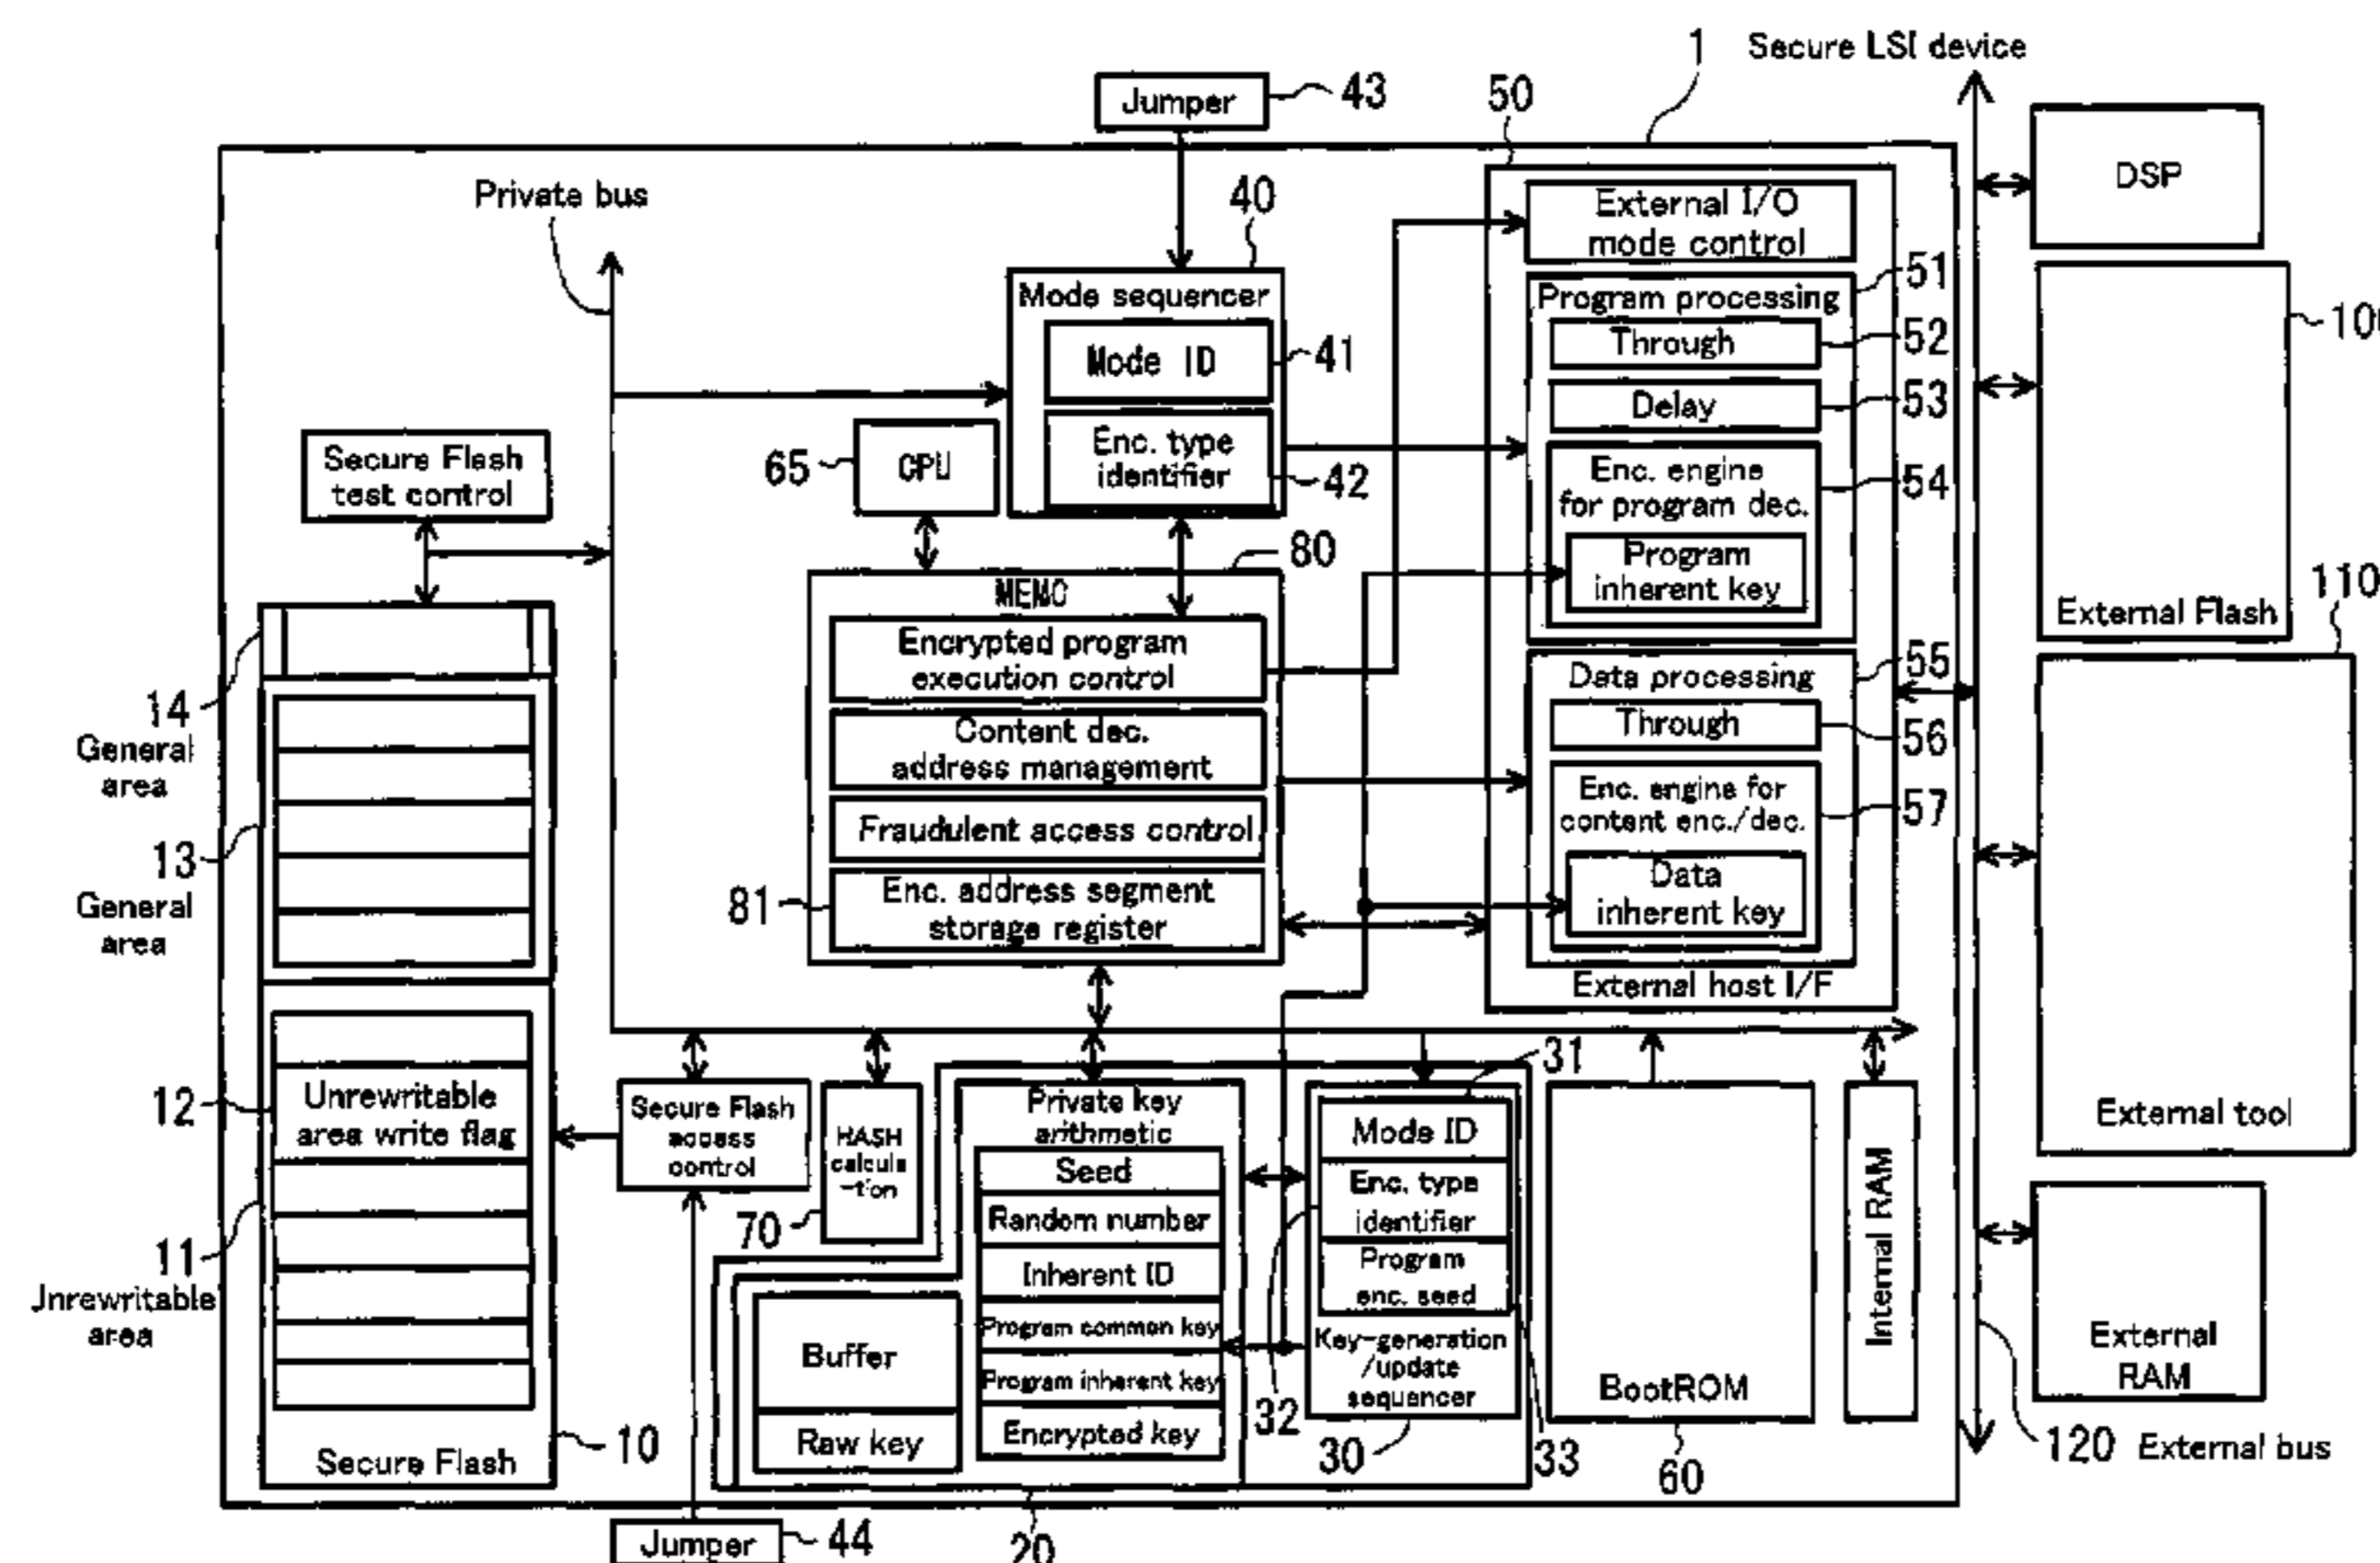 1 Secure LSI device
Jumper 43
50
DSP
Private bus
40
External I/O
mode control
51
Mode sequencer
Program processing
Through 52
Mode ID 41
Delay 53
Secure Flash
test control
65 CPU
Enc. type
identifier 42
Enc. engine
for program dec. 54
Program
inherent key
External Flash
110
80
MEMC
Encrypted program
execution control
14
General
area
Data processing 55
Through 56
Content dec.
address management
Enc. engine for
content enc./dec. 57
Fraudulent access control
13
General
area
81 Enc. address segment
storage register
Data
inherent key
External host I/F
External tool
12 Unrewritable
area write flag
Secure Flash
access
control
HASH
calcula
-tion
70
Private key
arithmetic
Seed
Random number
Inherent ID
Program common key
Program inherent key
Encrypted key
31
Mode ID
Enc. type
identifier
Program
enc. seed
Key-generation
/update
sequencer
32
30
33
BootROM
60
Internal RAM
External
RAM
11
area
Buffer
Raw key
Secure Flash 10
120 External bus
Jumper 44
20